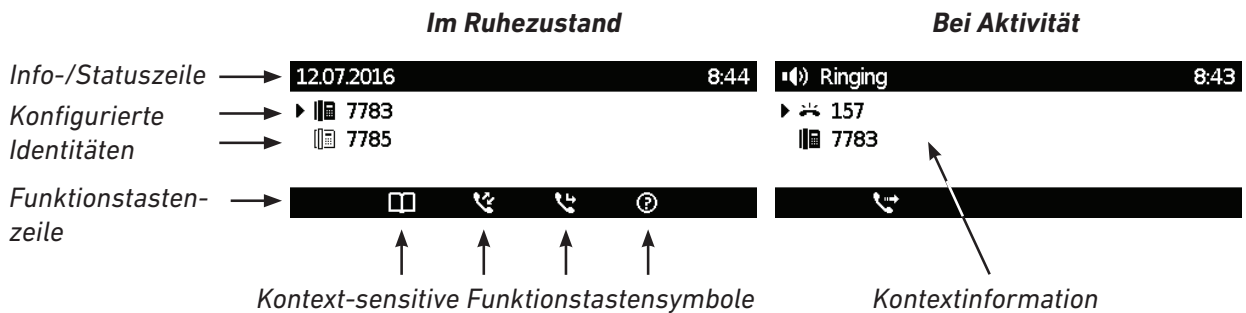 Im Ruhezustand
Bei Aktivität
Info-/Statuszeile
12.07.2016 8:44
Ringing 8:43
Konfigurierte
Identitäten
7783
7785
157
7783
Funktionstasten-
zeile
Kontext-sensitive Funktionstastensymbole
Kontextinformation